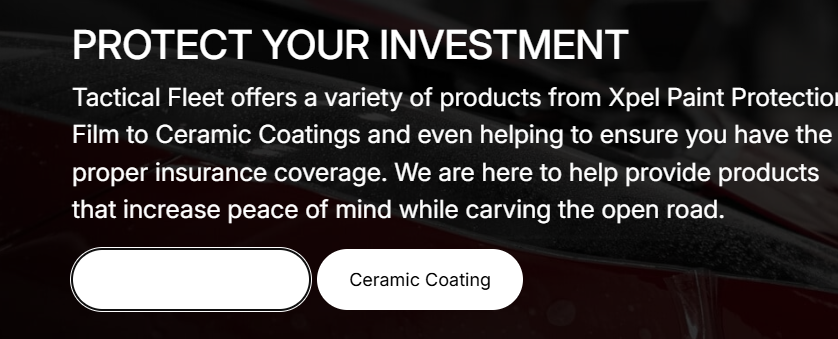 PROTECT YOUR INVESTMENT
Tactical Fleet offers a variety of products from Xpel Paint Protection
Film to Ceramic Coatings and even helping to ensure you have the
proper insurance coverage. We are here to help provide products
that increase peace of mind while carving the open road.
Ceramic Coating